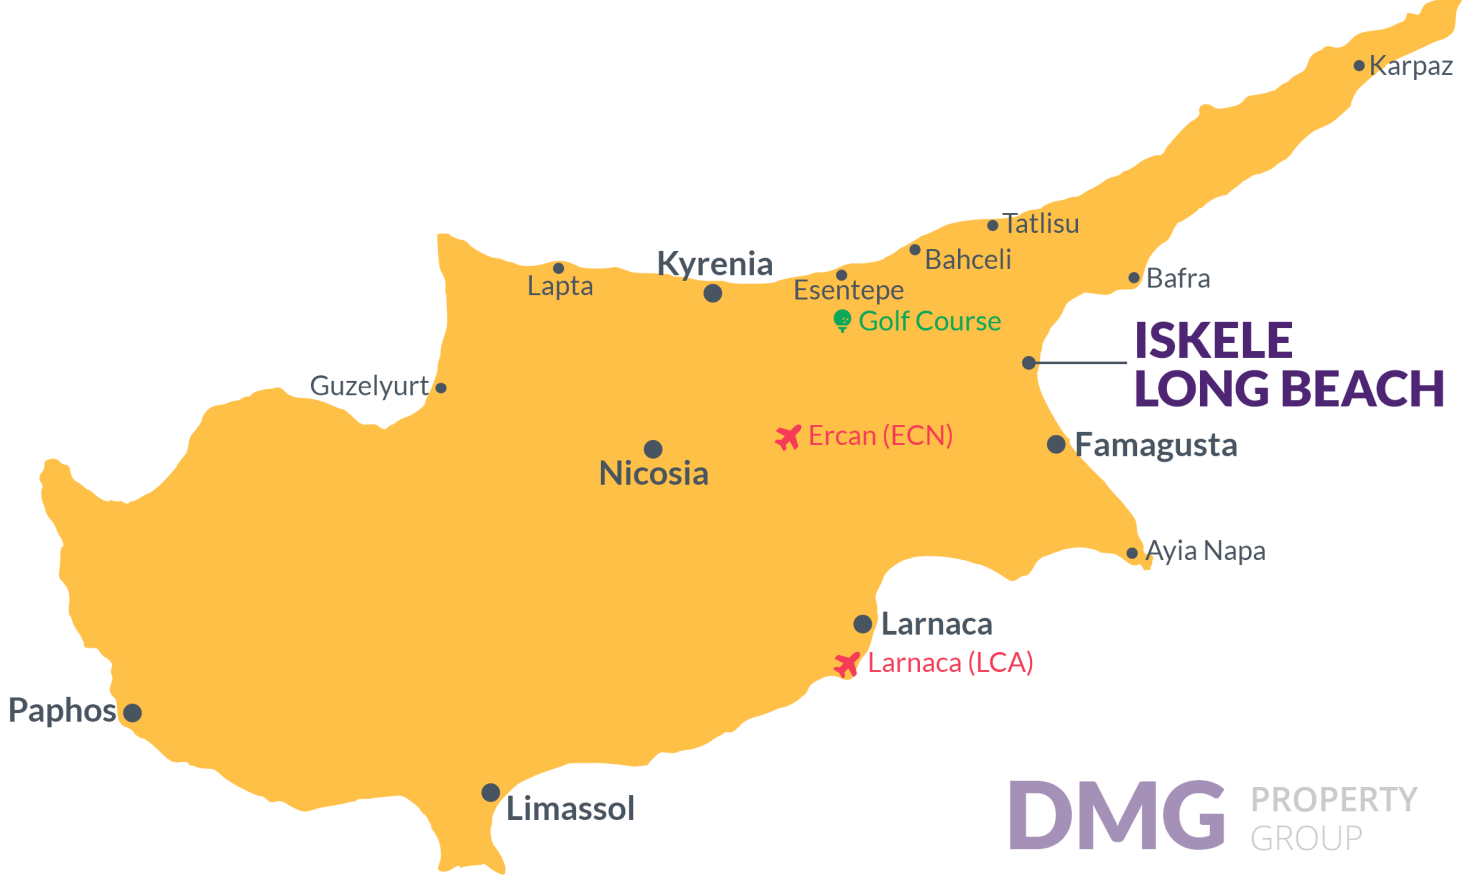 Karpaz
Tatlisu
Kyrenia
Bahceli
Lapta
Esentepe
Bafra
Golf Course
ISKELE
LONG BEACH
Guzelyurt
Ercan (ECN)
Famagusta
Nicosia
Ayia Napa
Larnaca
Larnaca (LCA)
Paphos
Limassol
DMG PROPERTY
GROUP